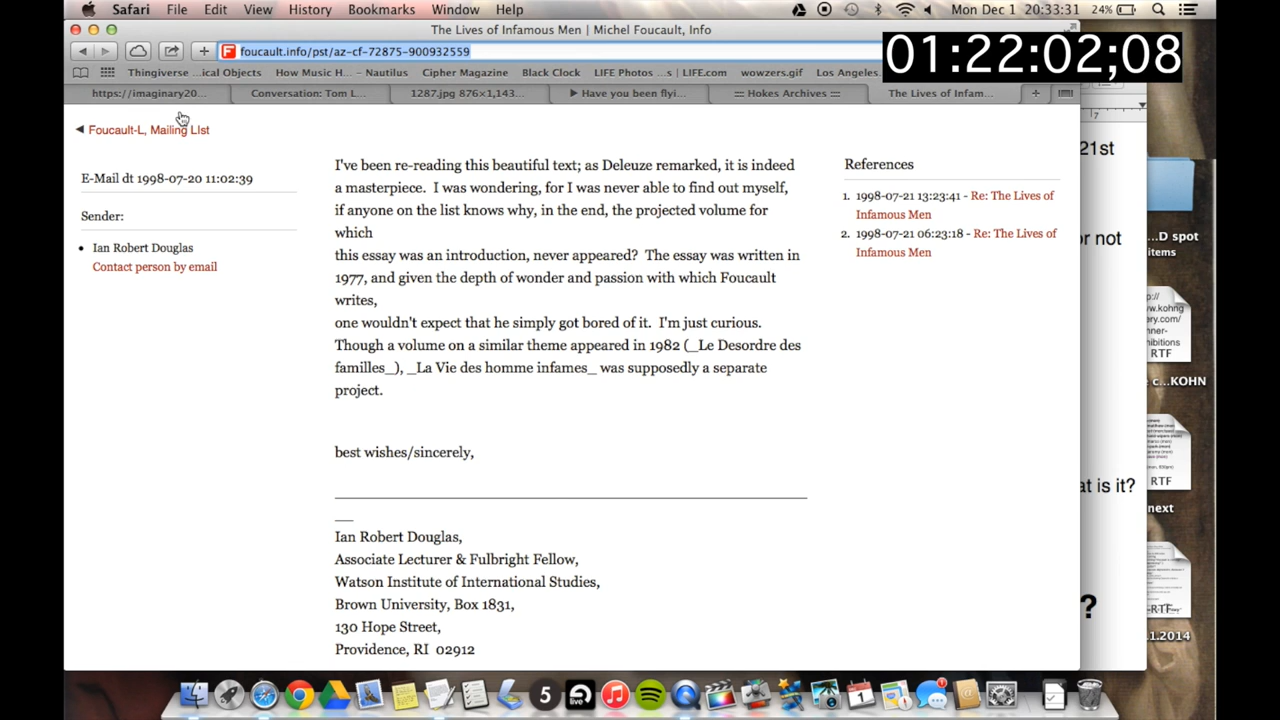 Safari File Edit View History Bookmarks Window Help Mon Dec 1 20:33:31 24%
The Lives of Infamous Men | Michel Foucault, Info
foucault.info/pst/az-cf-72875-900932559
01:22:02;08
Thingiverse ...ical Objects How Music H... – Nautilus Cipher Magazine Black Clock LIFE Photos ...s | LIFE.com wowzers.gif Los Angeles
https://imaginary20... Conversation: Tom L... 1287.jpg 876×1,143... ▶ Have you been flyi... :: Hokes Archives :: The Lives of Infam...
7
◀ Foucault-L, Mailing LIst
E-Mail dt 1998-07-20 11:02:39
Sender:
Ian Robert Douglas
Contact person by email
I've been re-reading this beautiful text; as Deleuze remarked, it is indeed
a masterpiece. I was wondering, for I was never able to find out myself,
if anyone on the list knows why, in the end, the projected volume for
which
this essay was an introduction, never appeared? The essay was written in
1977, and given the depth of wonder and passion with which Foucault
writes,
one wouldn't expect that he simply got bored of it. I'm just curious.
Though a volume on a similar theme appeared in 1982 (_Le Desordre des
familles_), _La Vie des homme infames_ was supposedly a separate
project.
best wishes/sincerely,
Ian Robert Douglas,
Associate Lecturer & Fulbright Fellow,
Watson Institute of International Studies,
Brown University, Box 1831,
130 Hope Street,
Providence, RI 02912
References
1. 1998-07-21 13:23:41 - Re: The Lives of
Infamous Men
2. 1998-07-21 06:23:18 - Re: The Lives of
Infamous Men
21st
or not
at is it?
?
...D spot
items
RTF
c...KOHN
RTF
next
RTF
.1.2014
5
live
1